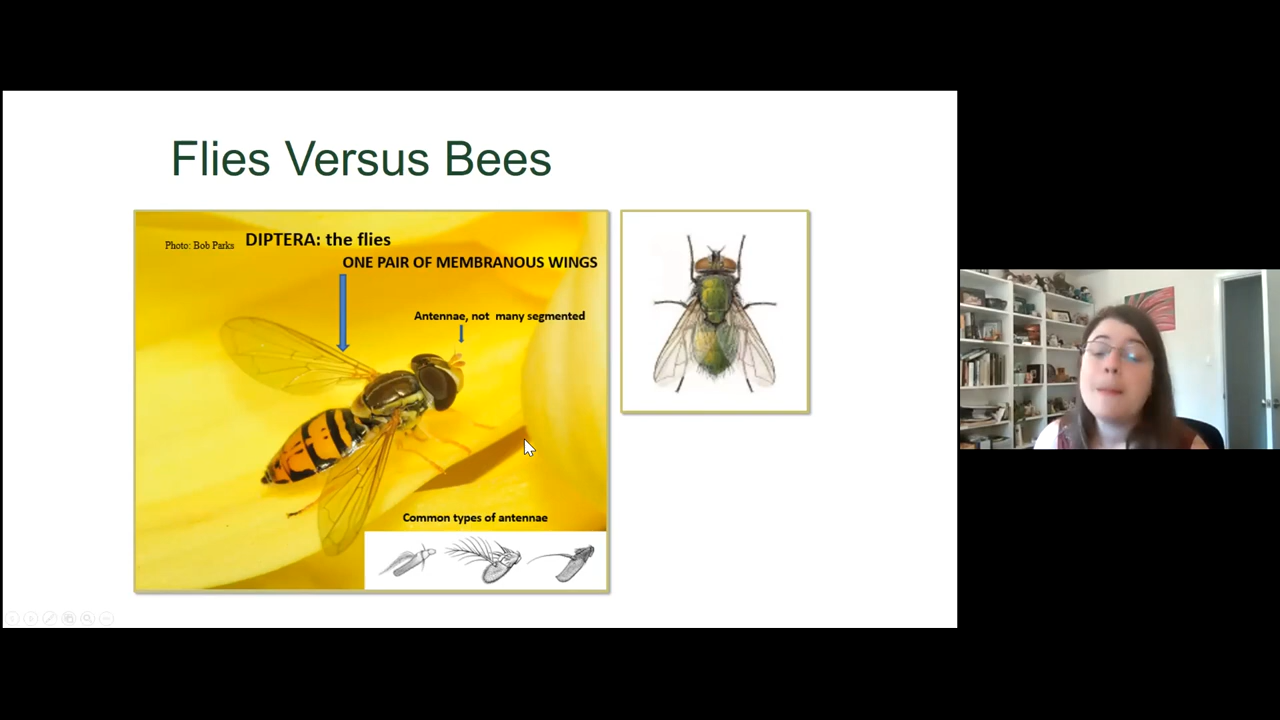 Flies Versus Bees
Photo: Bob Parks
DIPTERA: the flies
ONE PAIR OF MEMBRANOUS WINGS
Antennae, not many segmented
Common types of antennae